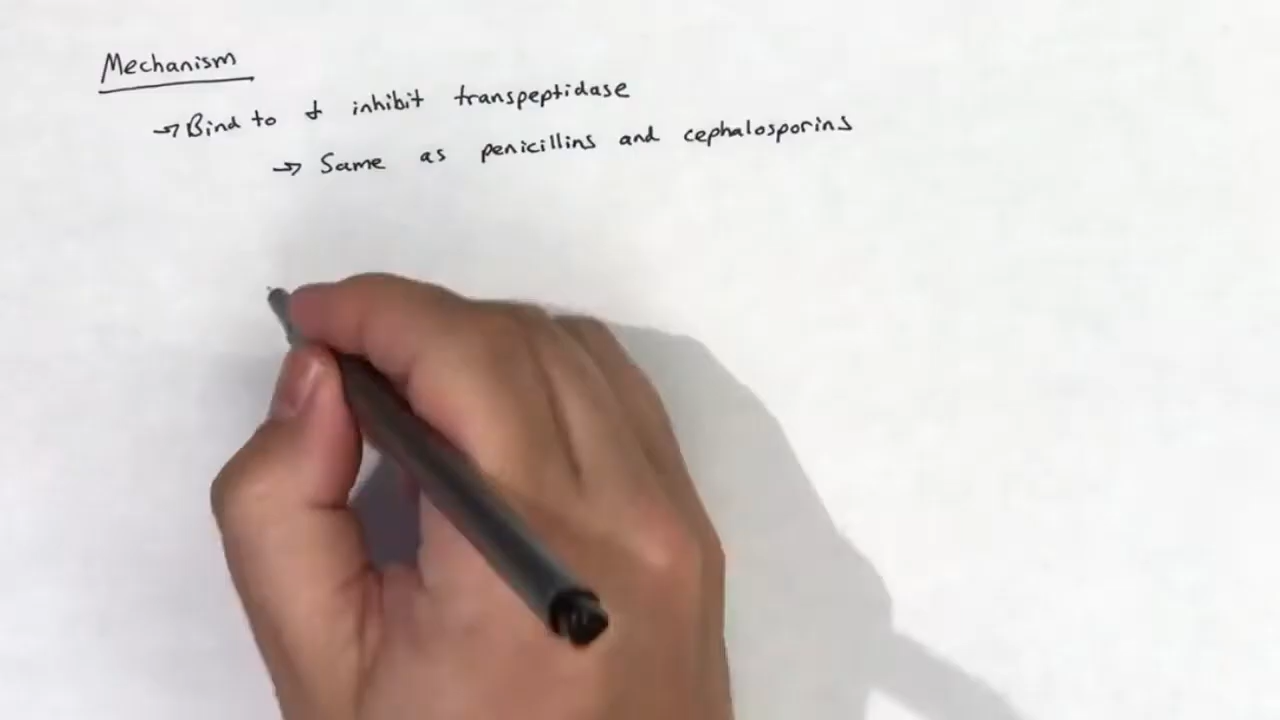 Mechanism
→ Bind to & inhibit transpeptidase
→ Same as penicillins and cephalosporins